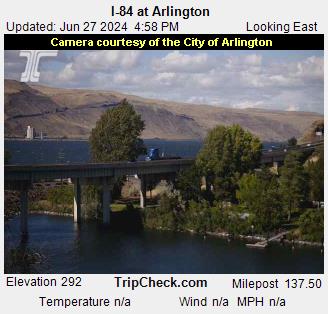 I-84 at Arlington
Updated: Jun 27 2024 4:58 PM Looking East
Camera courtesy of the City of Arlington
Elevation 292 TripCheck.com Milepost 137.50
Temperature n/a Wind n/a MPH n/a